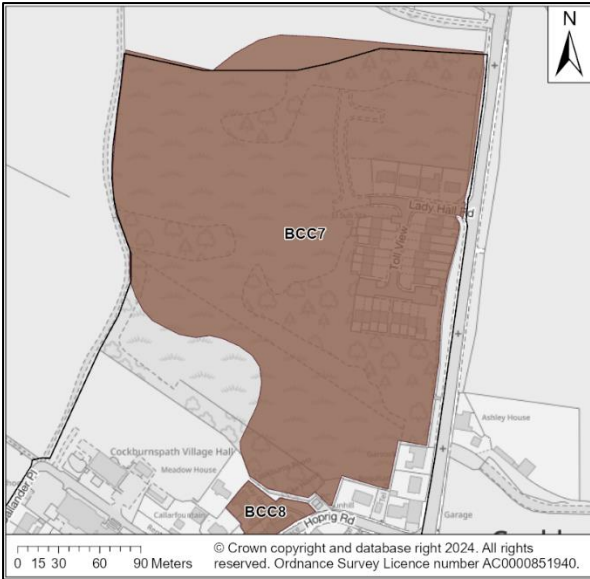 N
Lady Hall Rd
BCC7
Toll View
Ashley House
Cockburnspath Village Hall
Meadow House
Callander Pl
Callarfountain
BCC8
Hoprig Rd
Garage
0 15 30 60 90 Meters
© Crown copyright and database right 2024. All rights
reserved. Ordnance Survey Licence number AC0000851940.